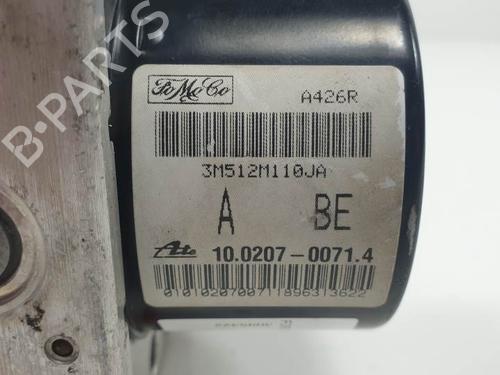 FoMoCo A426R
3M512M110JA
A BE
Ate 10.0207-0071.4
0101020700711896313622
B-PARTS